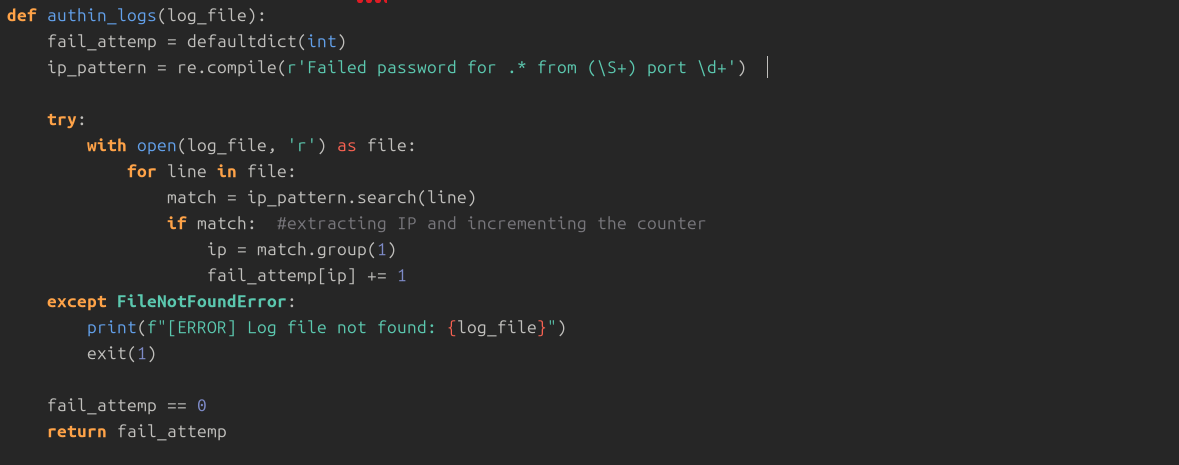 def authin_logs(log_file):
    fail_attemp = defaultdict(int)
    ip_pattern = re.compile(r'Failed password for .* from (\S+) port \d+')
    try:
        with open(log_file, 'r') as file:
            for line in file:
                match = ip_pattern.search(line)
                if match:  #extracting IP and incrementing the counter
                    ip = match.group(1)
                    fail_attemp[ip] += 1
    except FileNotFoundError:
        print(f"[ERROR] Log file not found: {log_file}")
        exit(1)
    fail_attemp == 0
    return fail_attemp